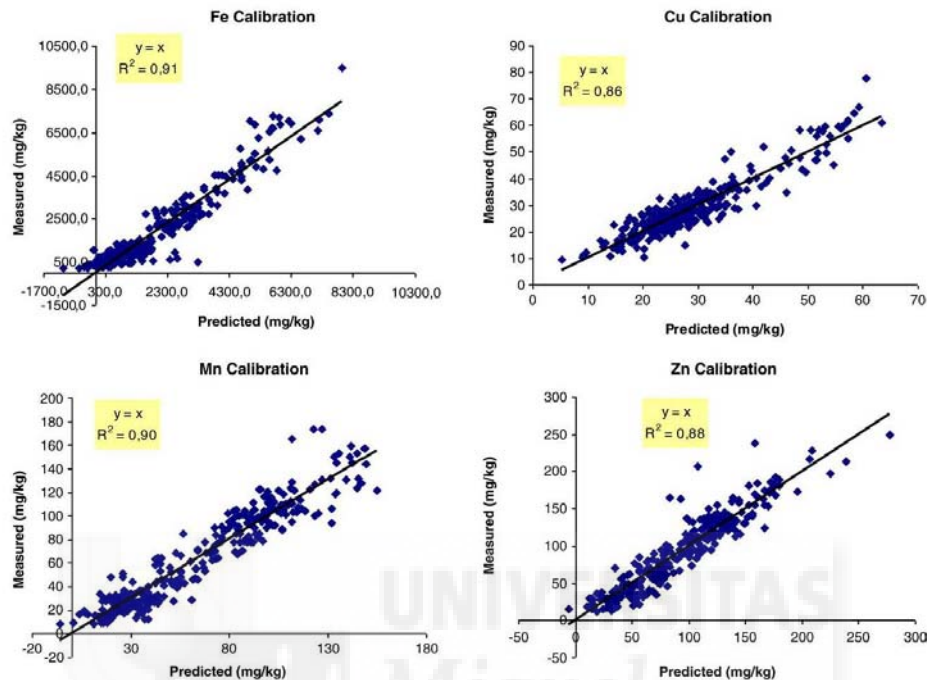 Fe Calibration
y = x
R² = 0,91
10500,0
8500,0
6500,0
4500,0
2500,0
500,0
-1500,0
-1700,0 300,0 2300,0 4300,0 6300,0 8300,0 10300,0
Measured (mg/kg)
Predicted (mg/kg)
Cu Calibration
y = x
R² = 0,86
90
80
70
60
50
40
30
20
10
0
0 10 20 30 40 50 60 70
Measured (mg/kg)
Predicted (mg/kg)
Mn Calibration
y = x
R² = 0,90
200
180
160
140
120
100
80
60
40
20
0
-20
-20 30 80 130 180
Measured (mg/kg)
Predicted (mg/kg)
Zn Calibration
y = x
R² = 0,88
300
250
200
150
100
50
0
-50
-50 0 50 100 150 200 250 300
Measured (mg/kg)
Predicted (mg/kg)
UNIVERSITAS